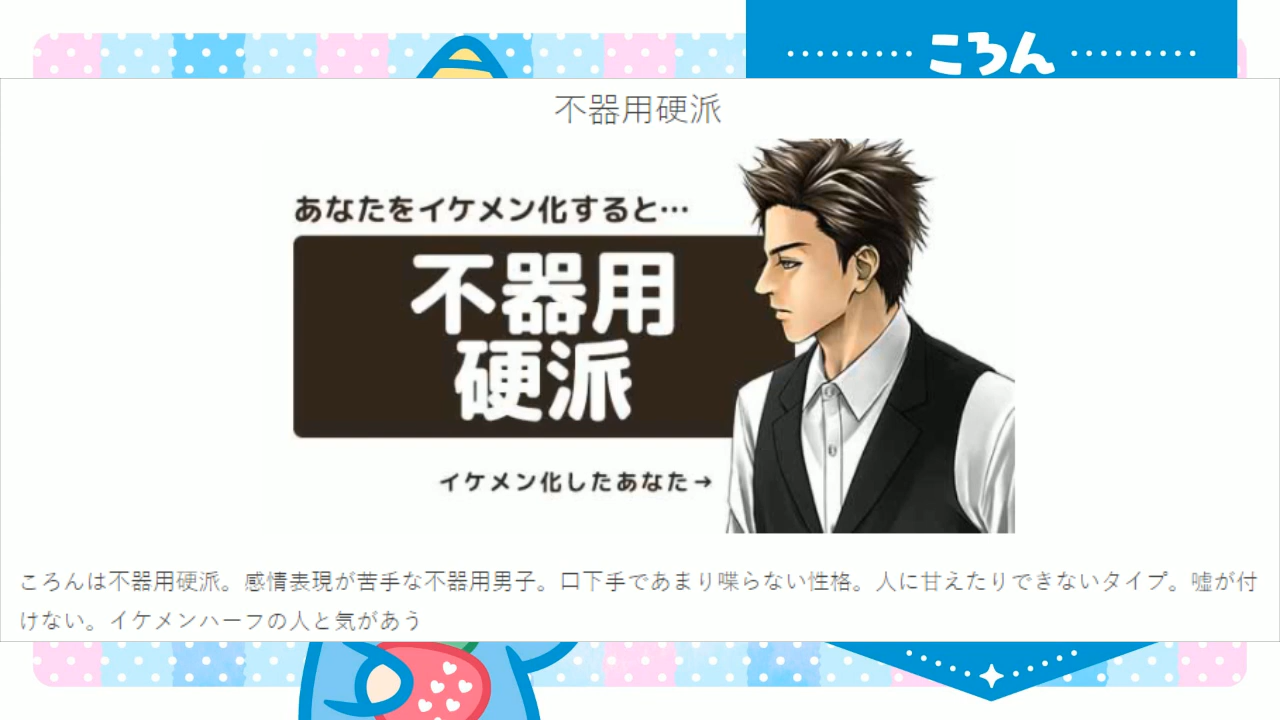 ころん
不器用硬派
あなたをイケメン化すると…
不器用
硬派
イケメン化したあなた→
ころんは不器用硬派。感情表現が苦手な不器用男子。口下手であまり喋らない性格。人に甘えたりできないタイプ。嘘が付
けない。イケメンハーフの人と気があう